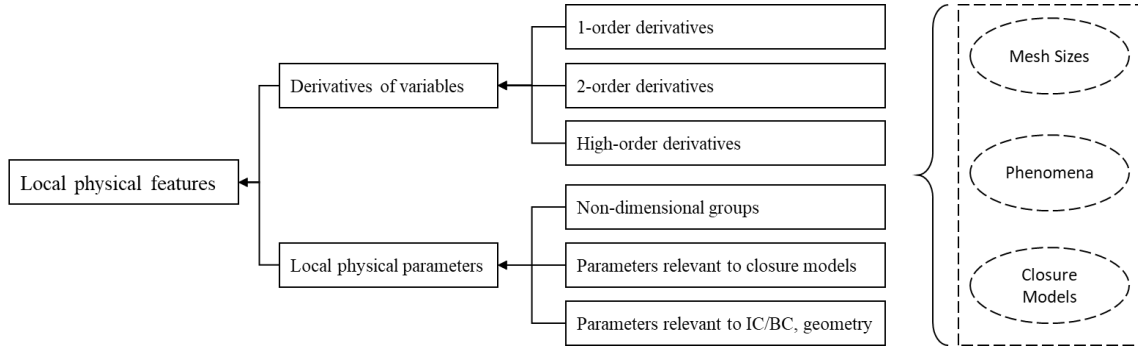 1-order derivatives
Derivatives of variables
2-order derivatives
High-order derivatives
Local physical features
Non-dimensional groups
Local physical parameters
Parameters relevant to closure models
Parameters relevant to IC/BC, geometry
Mesh Sizes
Phenomena
Closure
Models